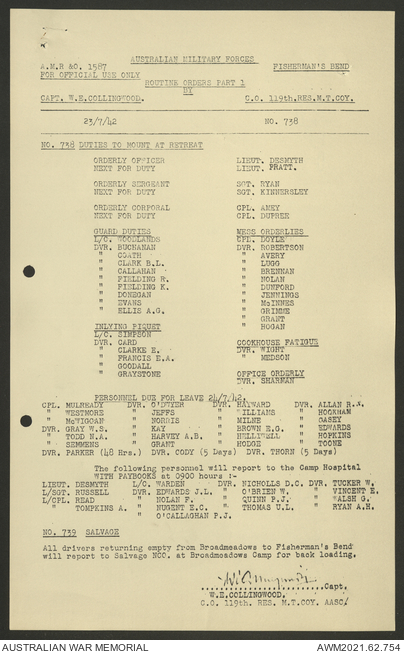 AUSTRALIAN MILITARY FORCES
A.M.R &O. 1587 FISHERMAN'S BEND
FOR OFFICIAL USE ONLY
ROUTINE ORDERS PART 1
BY
CAPT. W.E.COLLINGWOOD. C.O. 119th.RES.M.T.COY.
23/7/42 NO. 738
NO. 738 DUTIES TO MOUNT AT RETREAT
ORDERLY OFFICER LIEUT. DESMYTH
NEXT FOR DUTY LIEUT. PRATT.
ORDERLY SERGEANT SGT. RYAN
NEXT FOR DUTY SGT. KINNERSLEY
ORDERLY CORPORAL CPL. AMEY
NEXT FOR DUTY CPL. DUPREE
GUARD DUTIES MESS ORDERLIES
L/C. WOODLANDS CPL. DOYLE
DVR. BUCHANAN DVR. ROBERTSON
" COATH " AVERY
" CLARK B.L. " LUGG
" CALLAHAN " BRENNAN
" FIELDING R. " NOLAN
" FIELDING K. " DUNFORD
" DONEGAN " JENNINGS
" EVANS " McINNES
" ELLIS A.G. " GRIMME
" GRANT
INLYING PIQUET " HOGAN
L/C. SIMPSON
DVR. CARD COOKHOUSE FATIGUE
" CLARKE E. DVR. WIGHT
" FRANCIS E.A. " MEDSON
" GOODALL
" GRAYSTONE OFFICE ORDERLY
DVR. SHARMAN
PERSONNEL DUE FOR LEAVE 24/7/42.
CPL. MULREADY DVR. O'DWYER DVR. HAYWARD DVR. ALLAN R.J.
" WESTMORE " JEFFS " WILLIAMS " HOCKMAN
" McWIGGAN " NORRIS " MILNE " CASEY
DVR. GRAY W.S. " KAY " BROWN E.G. " EDWARDS
" TODD N.A. " HARVEY A.B. " HELLIWELL " HOPKINS
" SEMMENS " GRANT " HODGE " TOONE
DVR. PARKER (48 Hrs.) DVR. CODY (5 Days) DVR. THORN (5 Days)
The following personnel will report to the Camp Hospital
WITH PAYBOOKS at 0900 hours :-
LIEUT. DESMYTH L/C. WARDEN DVR. NICHOLLS D.C. DVR. TUCKER W.
L/SGT. RUSSELL DVR. EDWARDS J.L. " O'BRIEN W. " VINCENT E.
L/CPL. READ " NOLAN F. " QUINN P.J. " WALSH G.
" TOMPKINS A. " NUGENT E.C. " THOMAS U.L. " RYAN A.H.
" O'CALLAGHAN P.J.
NO. 739 SALVAGE
All drivers returning empty from Broadmeadows to Fisherman's Bend
will report to Salvage NCO. at Broadmeadows Camp for back loading.
Capt.
W.E.COLLINGWOOD,
C.O. 119th. RES. M.T.COY. AASC.
AUSTRALIAN WAR MEMORIAL AWM2021.62.754